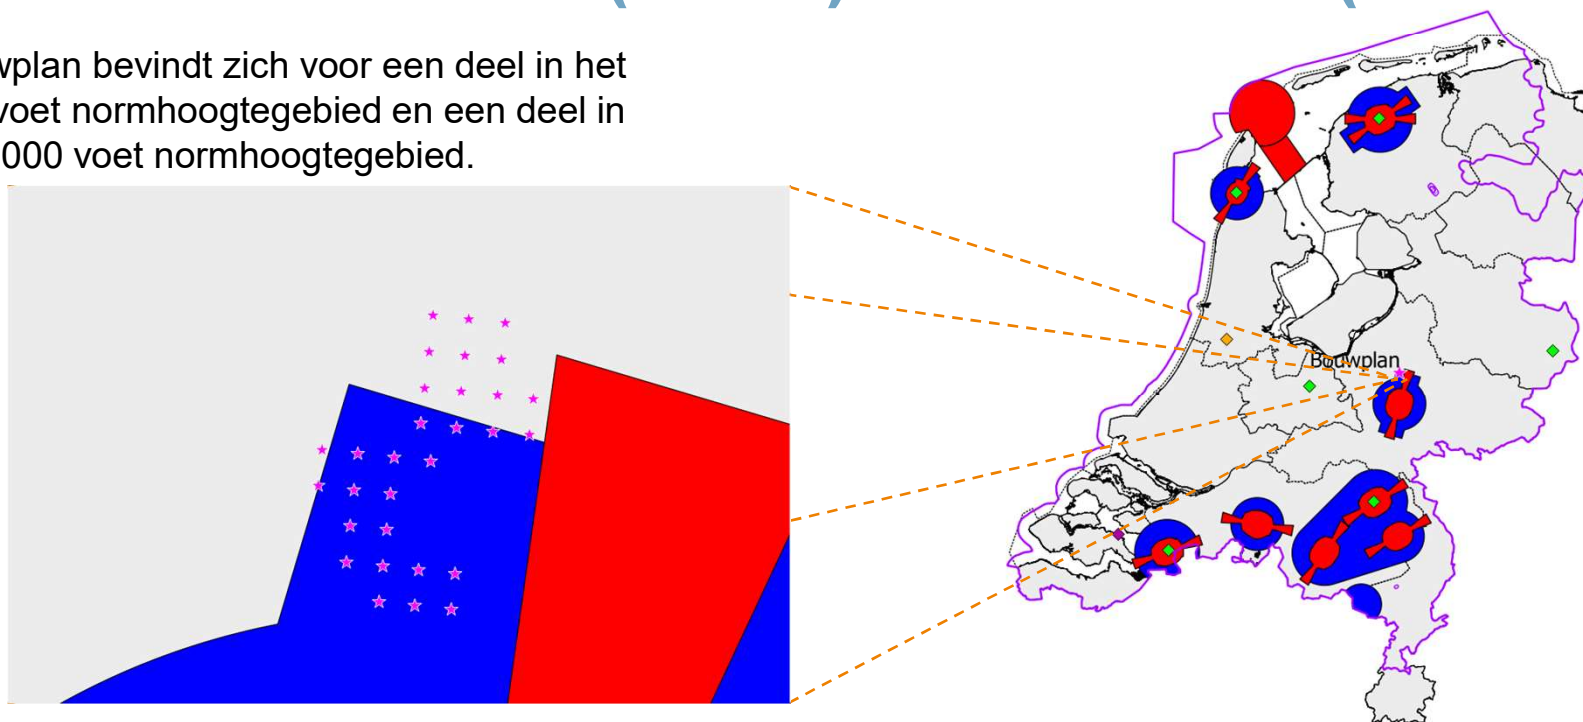 wplan bevindt zich voor een deel in het
voet normhoogtegebied en een deel in
000 voet normhoogtegebied.
Bouwplan